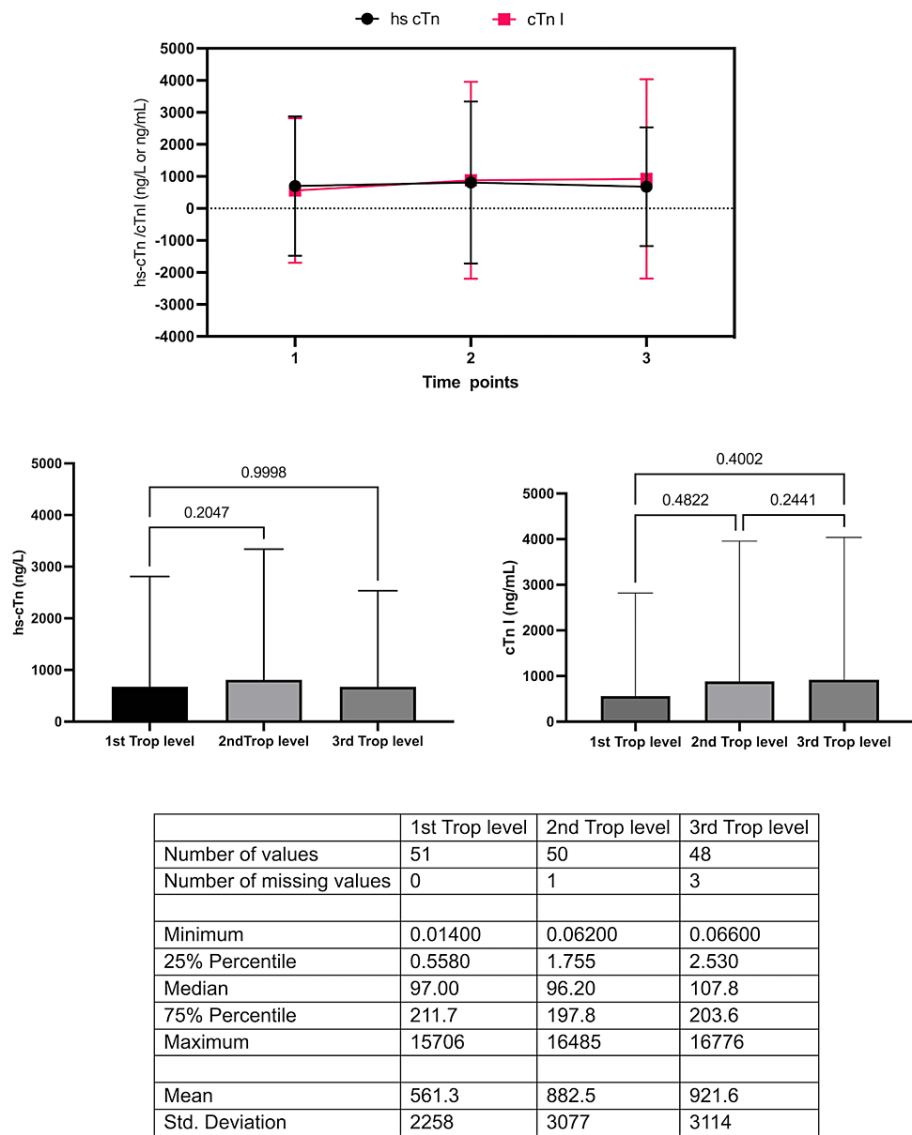 hs cTn cTn I
5000
4000
3000
2000
1000
0
-1000
-2000
-3000
-4000
hs-cTn /cTnI (ng/L or ng/mL)
1 2 3
Time points
5000
4000
3000
2000
1000
0
hs-cTn (ng/L)
0.9998
0.2047
1st Trop level 2ndTrop level 3rd Trop level
5000
4000
3000
2000
1000
0
cTn I (ng/mL)
0.4002
0.4822 0.2441
1st Trop level 2nd Trop level 3rd Trop level
1st Trop level 2nd Trop level 3rd Trop level
Number of values 51 50 48
Number of missing values 0 1 3
Minimum 0.01400 0.06200 0.06600
25% Percentile 0.5580 1.755 2.530
Median 97.00 96.20 107.8
75% Percentile 211.7 197.8 203.6
Maximum 15706 16485 16776
Mean 561.3 882.5 921.6
Std. Deviation 2258 3077 3114